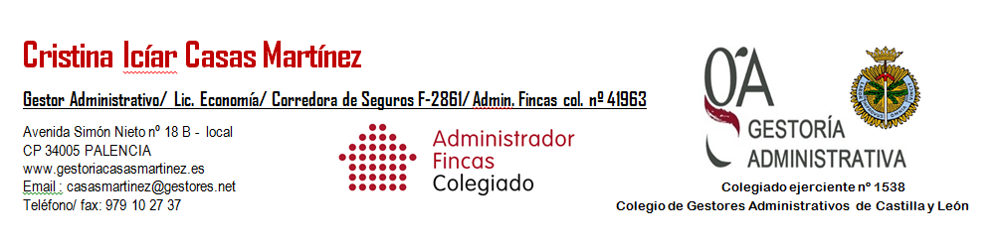 Cristina Icíar Casas Martínez
Gestor Administrativo/ Lic. Economía/ Corredora de Seguros F-2861/ Admin. Fincas col. nº 41963
Avenida Simón Nieto nº 18 B - local
CP 34005 PALENCIA
www.gestoriacasasmartinez.es
Email : casasmartinez@gestores.net
Teléfono/ fax: 979 10 27 37
Administrador
Fincas
Colegiado
gA
GESTORÍA
ADMINISTRATIVA
Colegiado ejerciente nº 1538
Colegio de Gestores Administrativos de Castilla y León